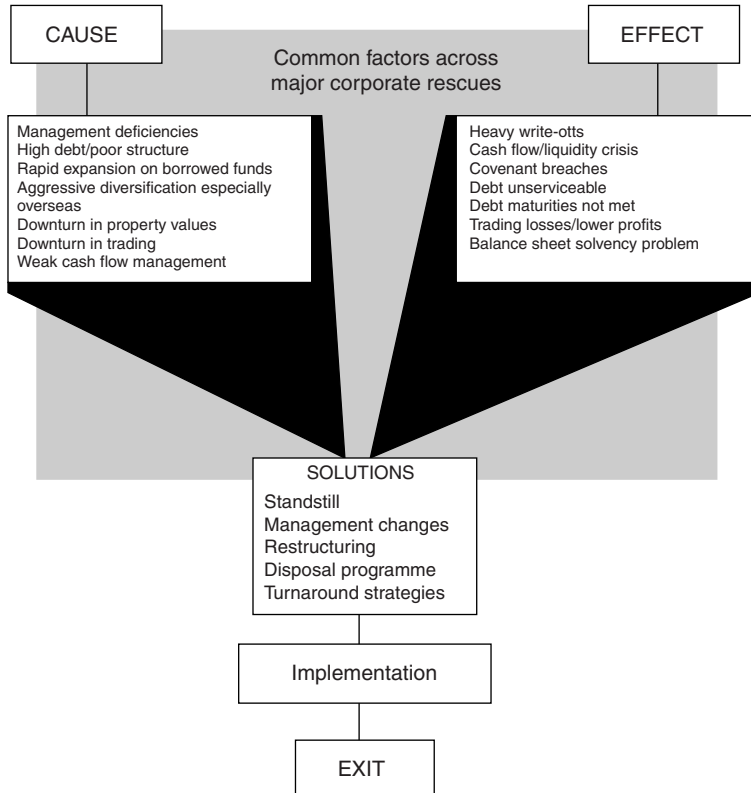 CAUSE
EFFECT
Common factors across
major corporate rescues
Management deficiencies
High debt/poor structure
Rapid expansion on borrowed funds
Aggressive diversification especially
overseas
Downturn in property values
Downturn in trading
Weak cash flow management
Heavy write-otts
Cash flow/liquidity crisis
Covenant breaches
Debt unserviceable
Debt maturities not met
Trading losses/lower profits
Balance sheet solvency problem
SOLUTIONS
Standstill
Management changes
Restructuring
Disposal programme
Turnaround strategies
Implementation
EXIT